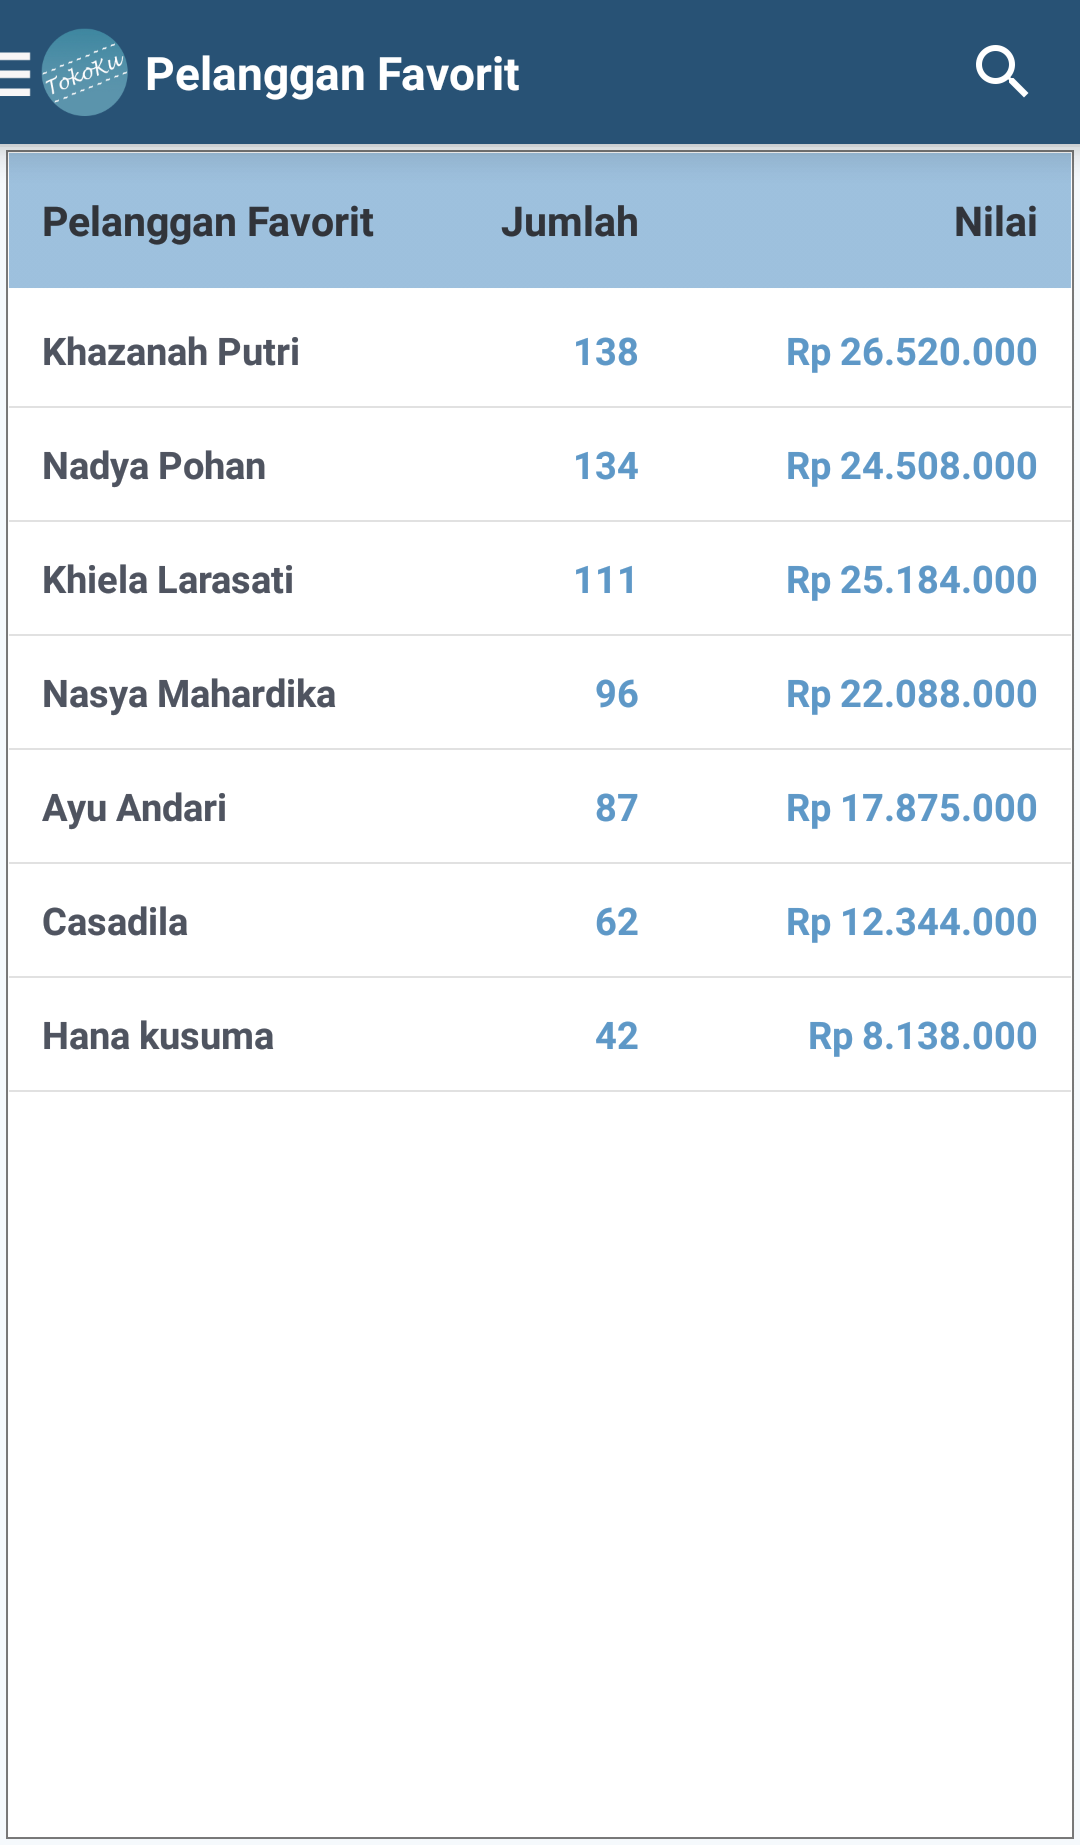 TokoKu Pelanggan Favorit
Pelanggan Favorit Jumlah Nilai
Khazanah Putri 138 Rp 26.520.000
Nadya Pohan 134 Rp 24.508.000
Khiela Larasati 111 Rp 25.184.000
Nasya Mahardika 96 Rp 22.088.000
Ayu Andari 87 Rp 17.875.000
Casadila 62 Rp 12.344.000
Hana kusuma 42 Rp 8.138.000